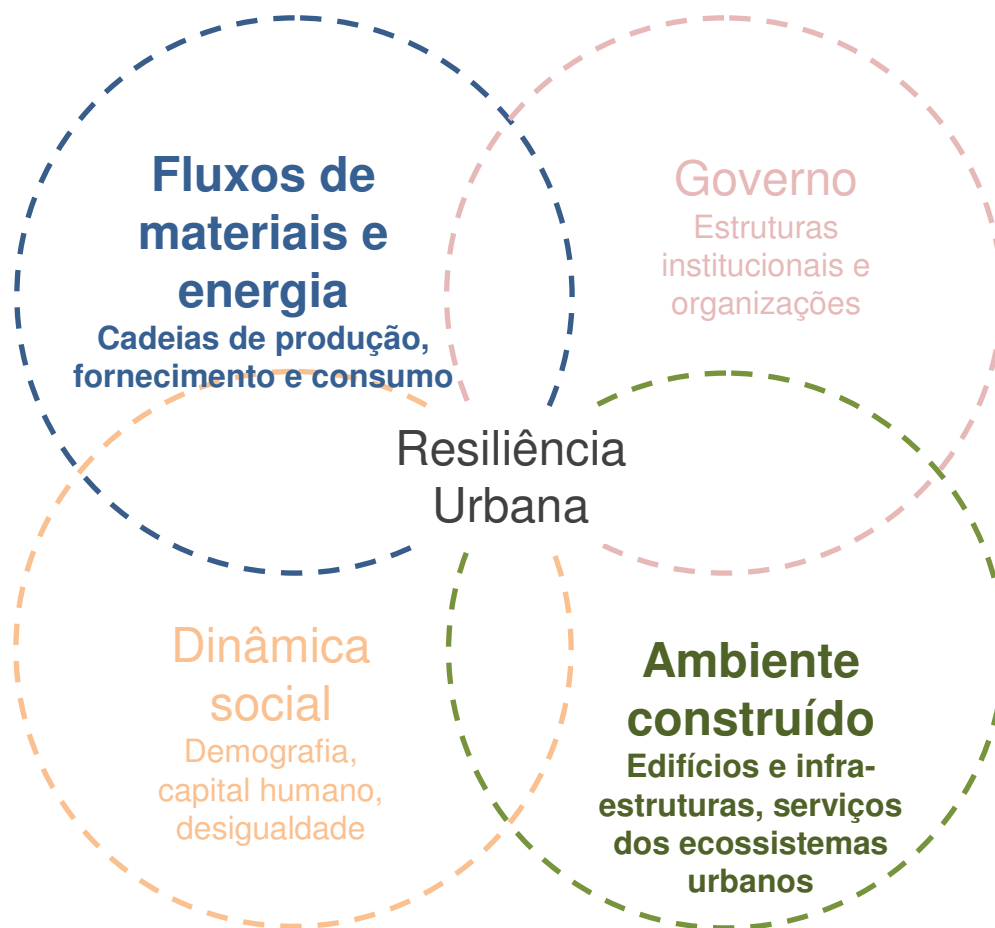 Fluxos de
materiais e
energia
Cadeias de produção,
fornecimento e consumo
Governo
Estruturas
institucionais e
organizações
Resiliência
Urbana
Dinâmica
social
Demografia,
capital humano,
desigualdade
Ambiente
construído
Edifícios e infra-
estruturas, serviços
dos ecossistemas
urbanos